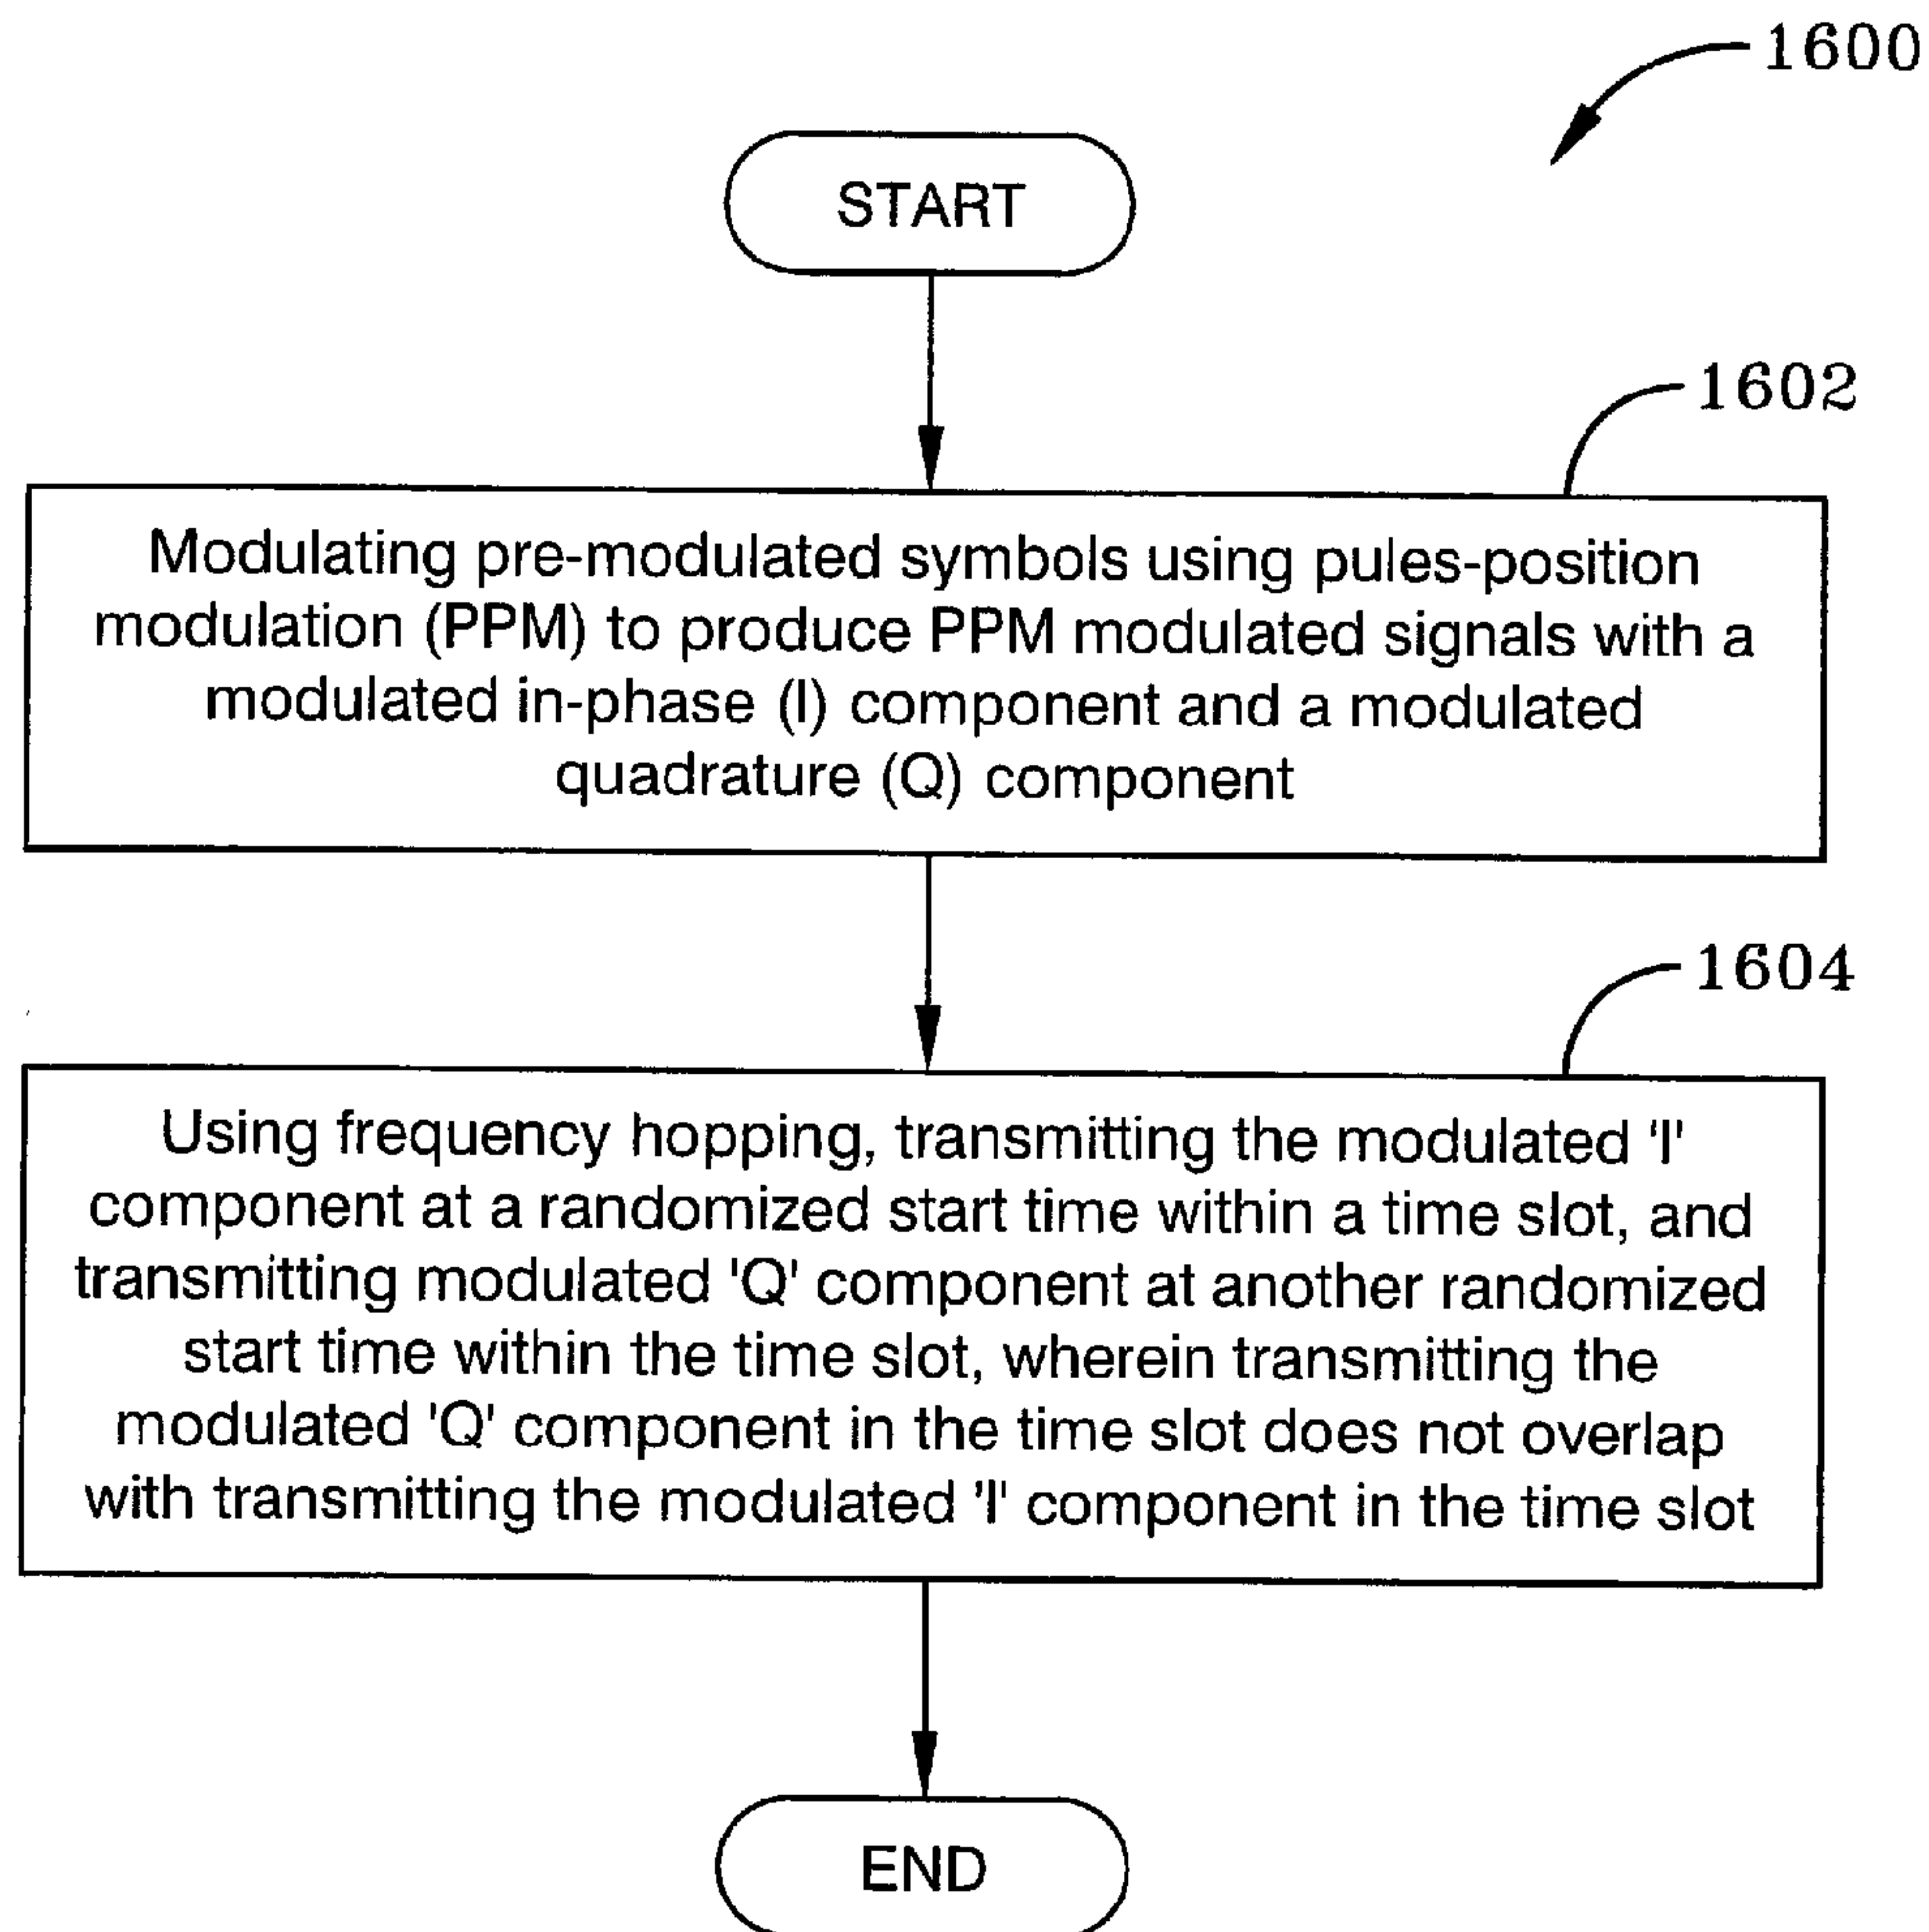 1600
START
1602
Modulating pre-modulated symbols using pules-position
modulation (PPM) to produce PPM modulated signals with a
modulated in-phase (I) component and a modulated
quadrature (Q) component
1604
Using frequency hopping, transmitting the modulated 'I'
component at a randomized start time within a time slot, and
transmitting modulated 'Q' component at another randomized
start time within the time slot, wherein transmitting the
modulated 'Q' component in the time slot does not overlap
with transmitting the modulated 'I' component in the time slot
END